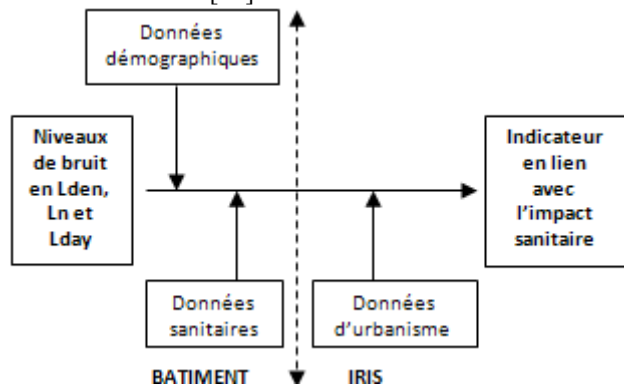 Données
démographiques
Niveaux
de bruit
en Lden,
Ln et
Lday
Indicateur
en lien
avec
l'impact
sanitaire
Données
sanitaires
Données
d'urbanisme
BATIMENT
IRIS